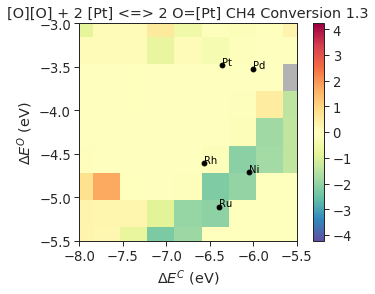 [O][O] + 2 [Pt] <=> 2 O=[Pt] CH4 Conversion 1.3
−3.0
−3.5
−4.0
−4.5
−5.0
−5.5
ΔE^O (eV)
Pt
Pd
Rh
Ni
Ru
−8.0 −7.5 −7.0 −6.5 −6.0 −5.5
ΔE^C (eV)
4
3
2
1
0
−1
−2
−3
−4